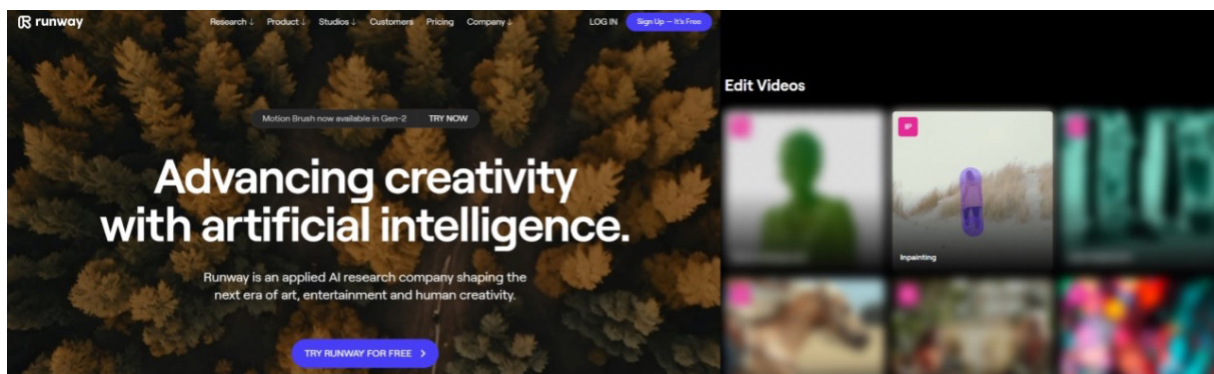 runway
Research ↓ Product ↓ Studios ↓ Customers Pricing Company ↓
LOG IN
Sign Up — It's Free
Motion Brush now available in Gen-2 TRY NOW
Advancing creativity
with artificial intelligence.
Runway is an applied AI research company shaping the
next era of art, entertainment and human creativity.
TRY RUNWAY FOR FREE >
Edit Videos
IP
Inpainting